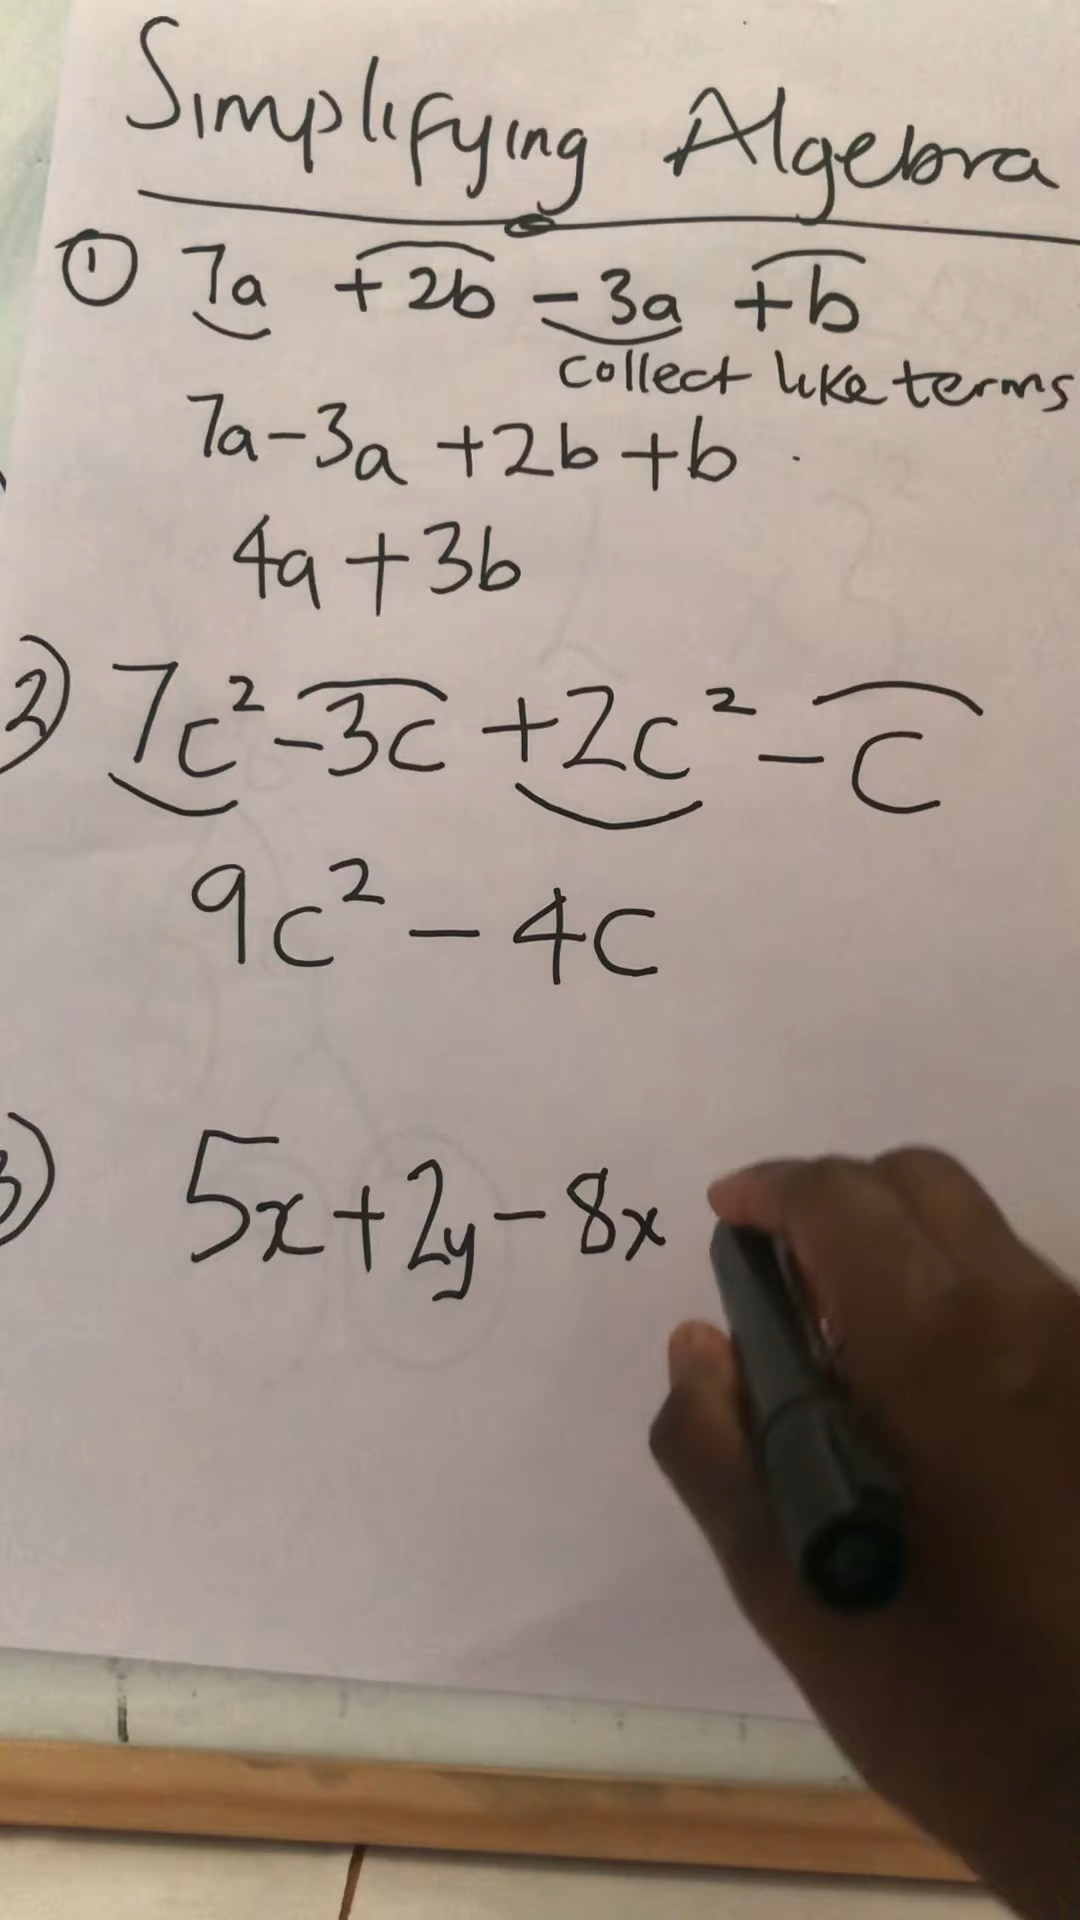 Simplifying Algebra
① 7a + 2b - 3a + b
collect like terms
7a - 3a + 2b + b
4a + 3b
2) 7c² - 3c + 2c² - c
9c² - 4c
3) 5x + 2y - 8x